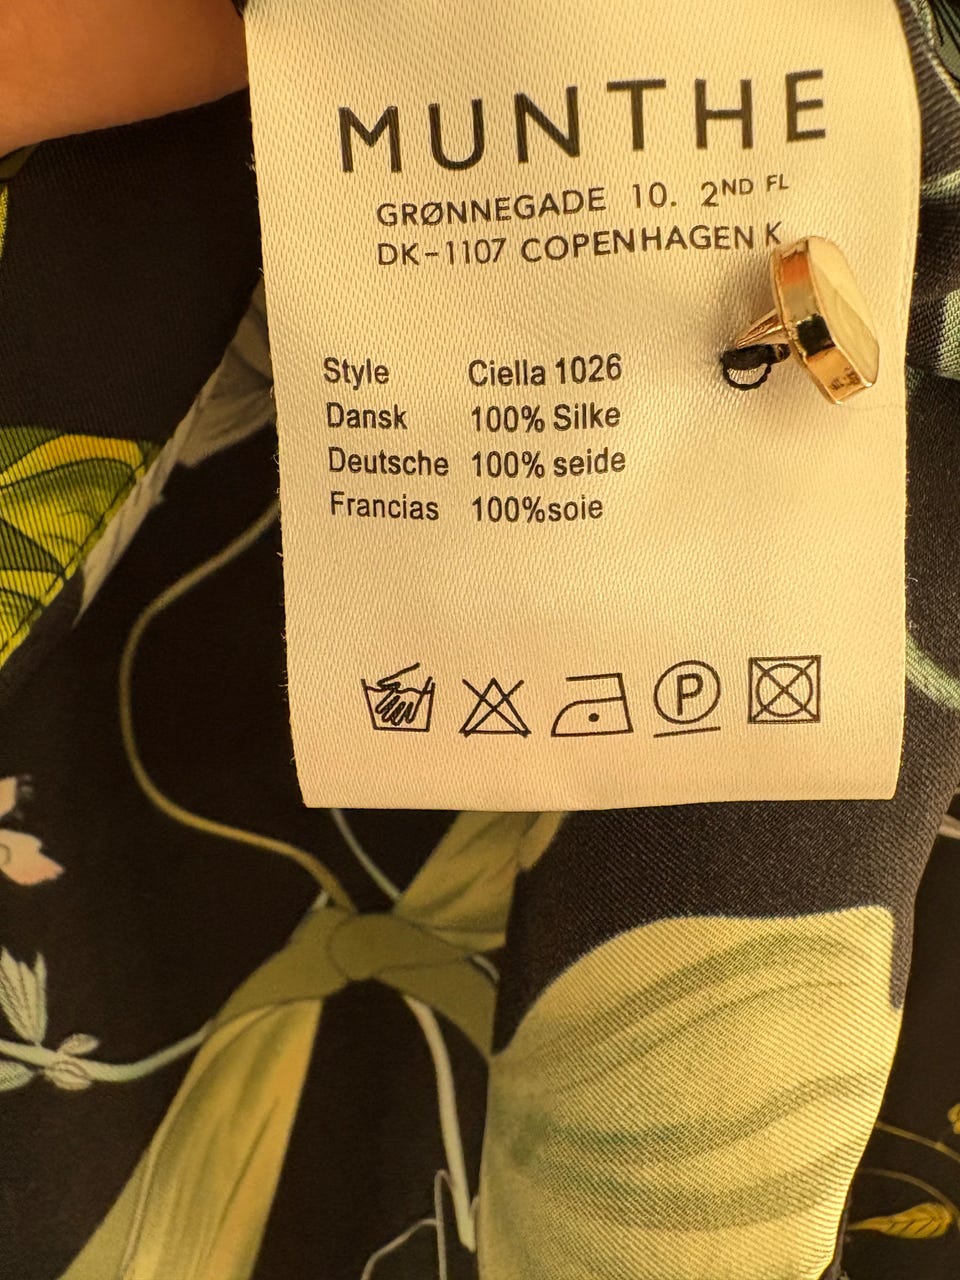 MUNTHE
GRØNNEGADE 10. 2ND FL
DK-1107 COPENHAGEN K
Style Ciella 1026
Dansk 100% Silke
Deutsche 100% seide
Francias 100%soie
P